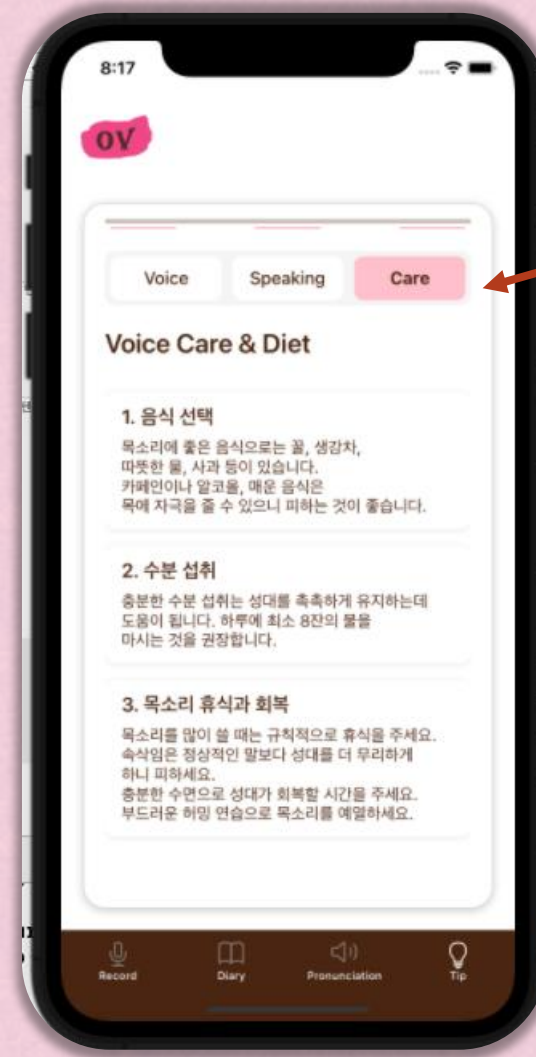 8:17
OV
Voice Speaking Care
Voice Care & Diet
1. 음식 선택
목소리에 좋은 음식으로는 꿀, 생강차,
따뜻한 물, 사과 등이 있습니다.
카페인이나 알코올, 매운 음식은
목에 자극을 줄 수 있으니 피하는 것이 좋습니다.
2. 수분 섭취
충분한 수분 섭취는 성대를 촉촉하게 유지하는데
도움이 됩니다. 하루에 최소 8잔의 물을
마시는 것을 권장합니다.
3. 목소리 휴식과 회복
목소리를 많이 쓸 때는 규칙적으로 휴식을 주세요.
속삭임은 정상적인 말보다 성대를 더 무리하게
하니 피하세요.
충분한 수면으로 성대가 회복할 시간을 주세요.
부드러운 허밍 연습으로 목소리를 예열하세요.
Record Diary Pronunciation Tip